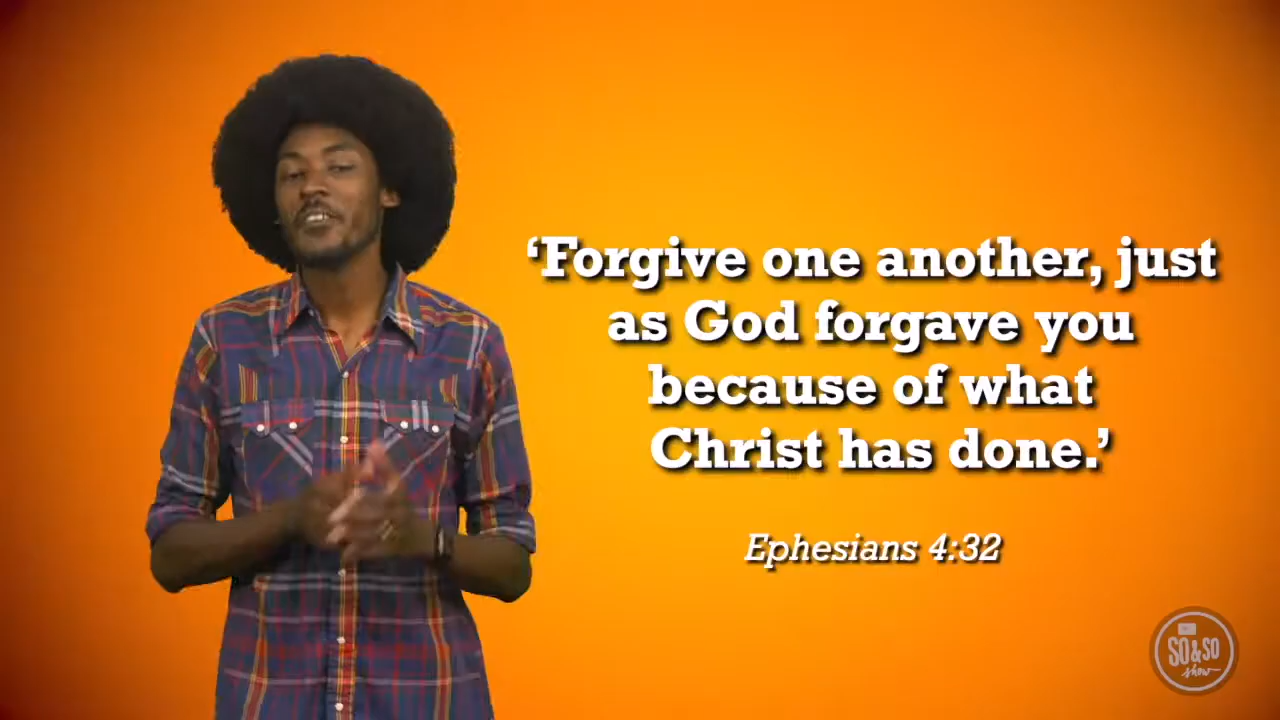 ‘Forgive one another, just
as God forgave you
because of what
Christ has done.’
Ephesians 4:32
SO&SO
show